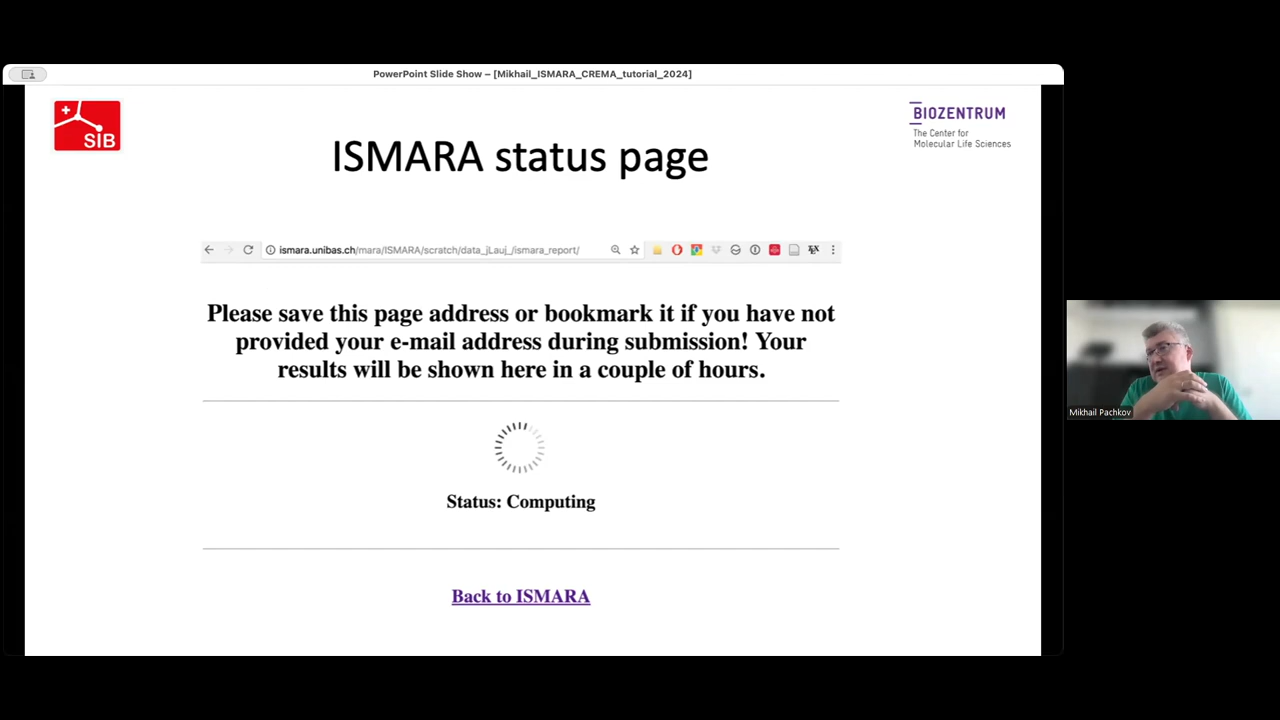 PowerPoint Slide Show – [Mikhail_ISMARA_CREMA_tutorial_2024]
SIB
BIOZENTRUM
The Center for
Molecular Life Sciences
ISMARA status page
ismara.unibas.ch/mara/ISMARA/scratch/data_jLauj_/ismara_report/
Please save this page address or bookmark it if you have not
provided your e-mail address during submission! Your
results will be shown here in a couple of hours.
Status: Computing
Back to ISMARA
Mikhail Pachkov